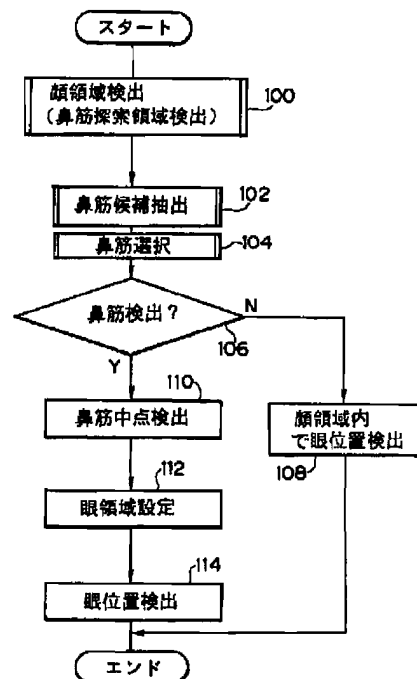 スタート
顔領域検出
(鼻筋探索領域検出)
100
鼻筋候補抽出
102
鼻筋選択
104
鼻筋検出?
N
106
Y
110
鼻筋中点検出
顔領域内
で眼位置検出
108
112
眼領域設定
114
眼位置検出
エンド